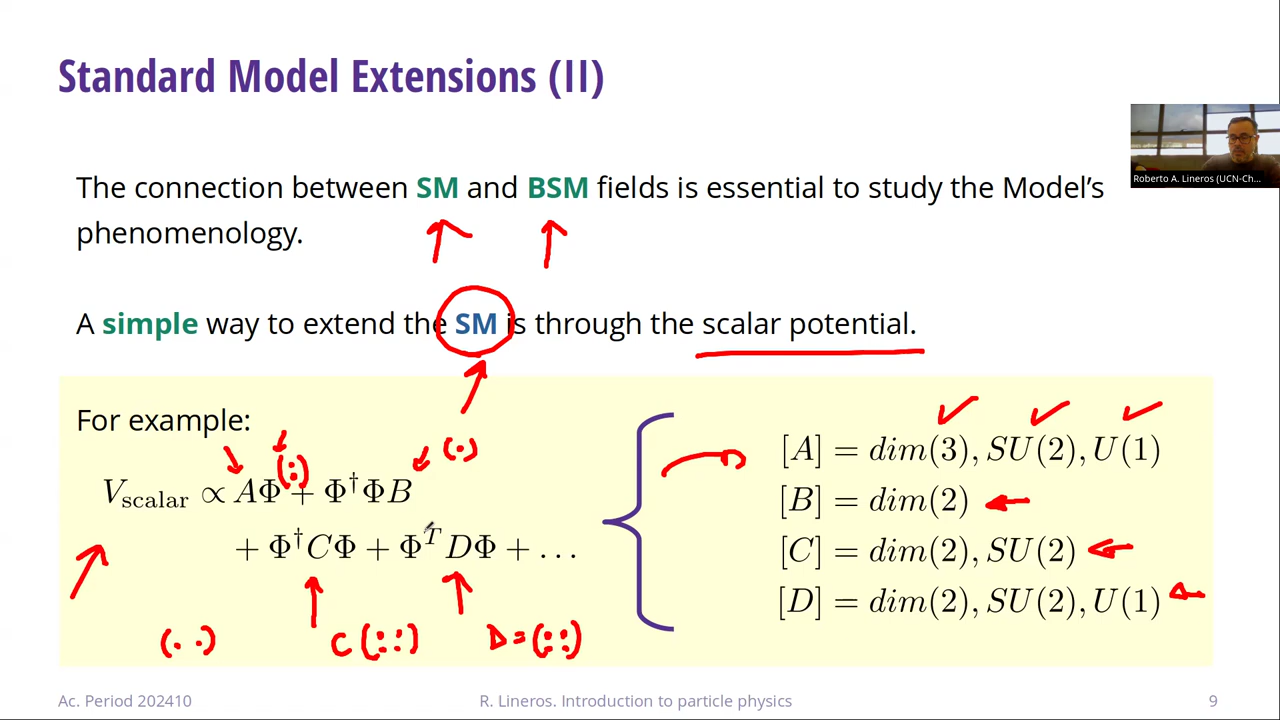 Standard Model Extensions (II)
Roberto A. Lineros (UCN-Ch...
The connection between SM and BSM fields is essential to study the Model's
phenomenology.
A simple way to extend the SM is through the scalar potential.
For example:
V_scalar ∝ AΦ + Φ†ΦB
+ Φ†CΦ + Φ^T DΦ + ...
C (: :)
D = (: :)
[A] = dim(3), SU(2), U(1)
[B] = dim(2)
[C] = dim(2), SU(2)
[D] = dim(2), SU(2), U(1)
Ac. Period 202410
R. Lineros. Introduction to particle physics
9